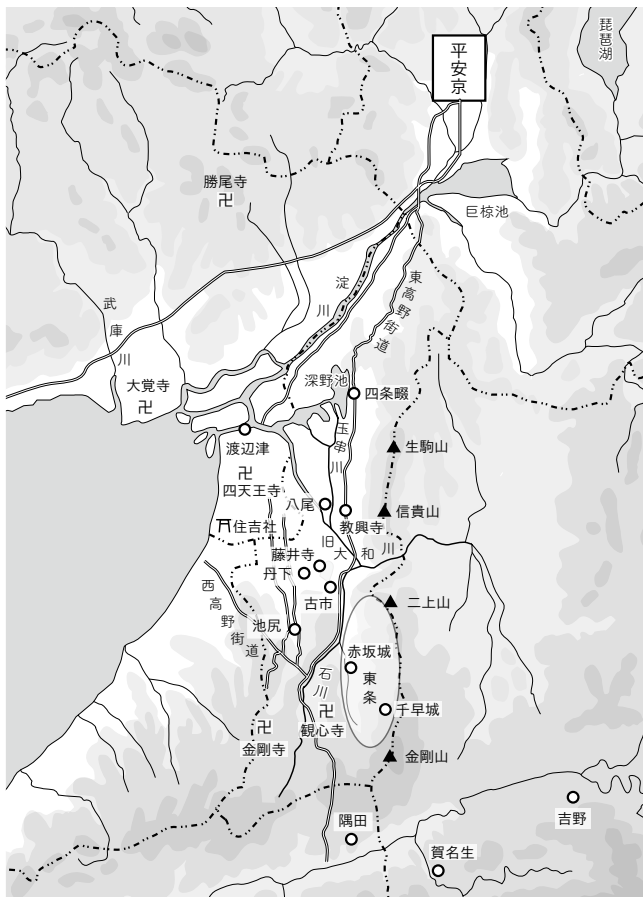 琵琶湖
平安京
勝尾寺
巨椋池
淀川
東高野街道
武庫川
大覚寺
深野池
四条畷
渡辺津
玉串川
生駒山
四天王寺
八尾
教興寺
信貴山
住吉社
旧大和川
藤井寺
丹下
古市
二上山
西高野街道
池尻
赤坂城
東条
石川
千早城
観心寺
金剛寺
金剛山
吉野
隅田
賀名生